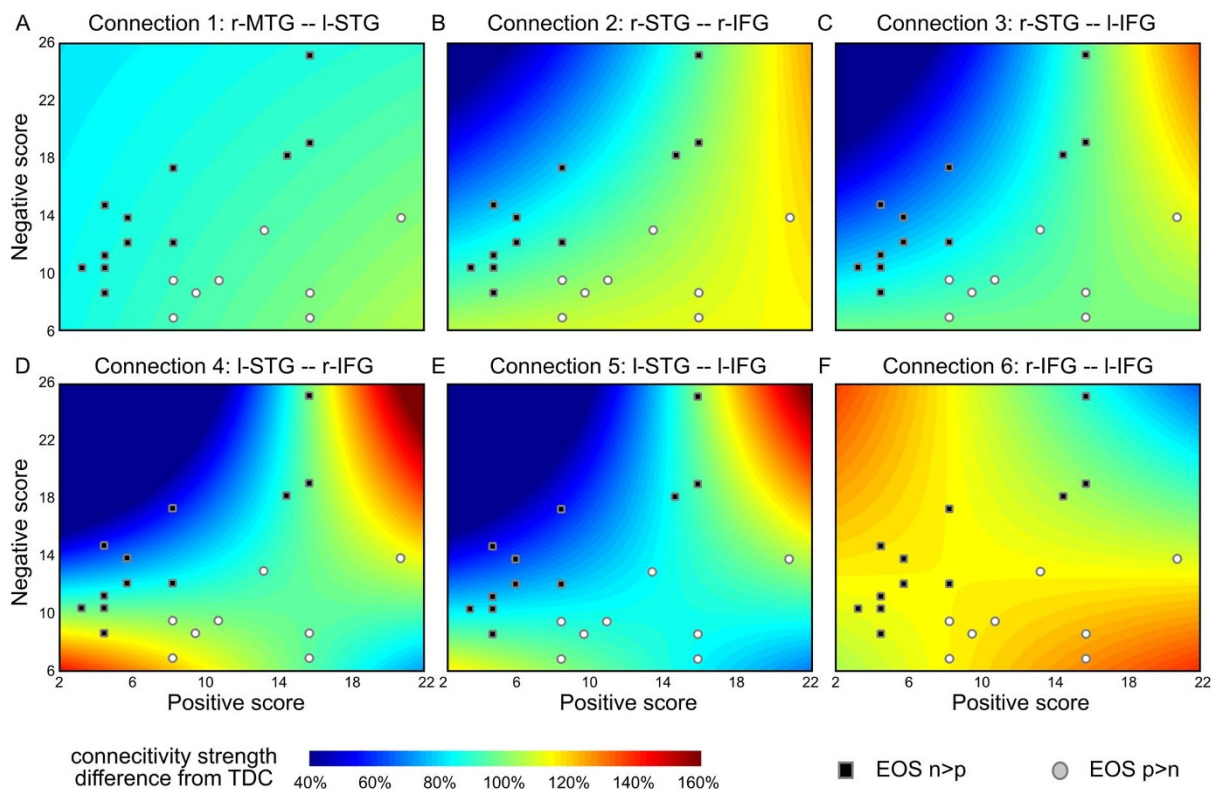 A Connection 1: r-MTG -- l-STG
B Connection 2: r-STG -- r-IFG
C Connection 3: r-STG -- l-IFG
26
22
18
14
10
6
Negative score
D Connection 4: l-STG -- r-IFG
E Connection 5: l-STG -- l-IFG
F Connection 6: r-IFG -- l-IFG
26
22
18
14
10
6
Negative score
2 6 10 14 18 22
2 6 10 14 18 22
2 6 10 14 18 22
Positive score
Positive score
Positive score
connecitivity strength
difference from TDC
40% 60% 80% 100% 120% 140% 160%
EOS n>p
EOS p>n